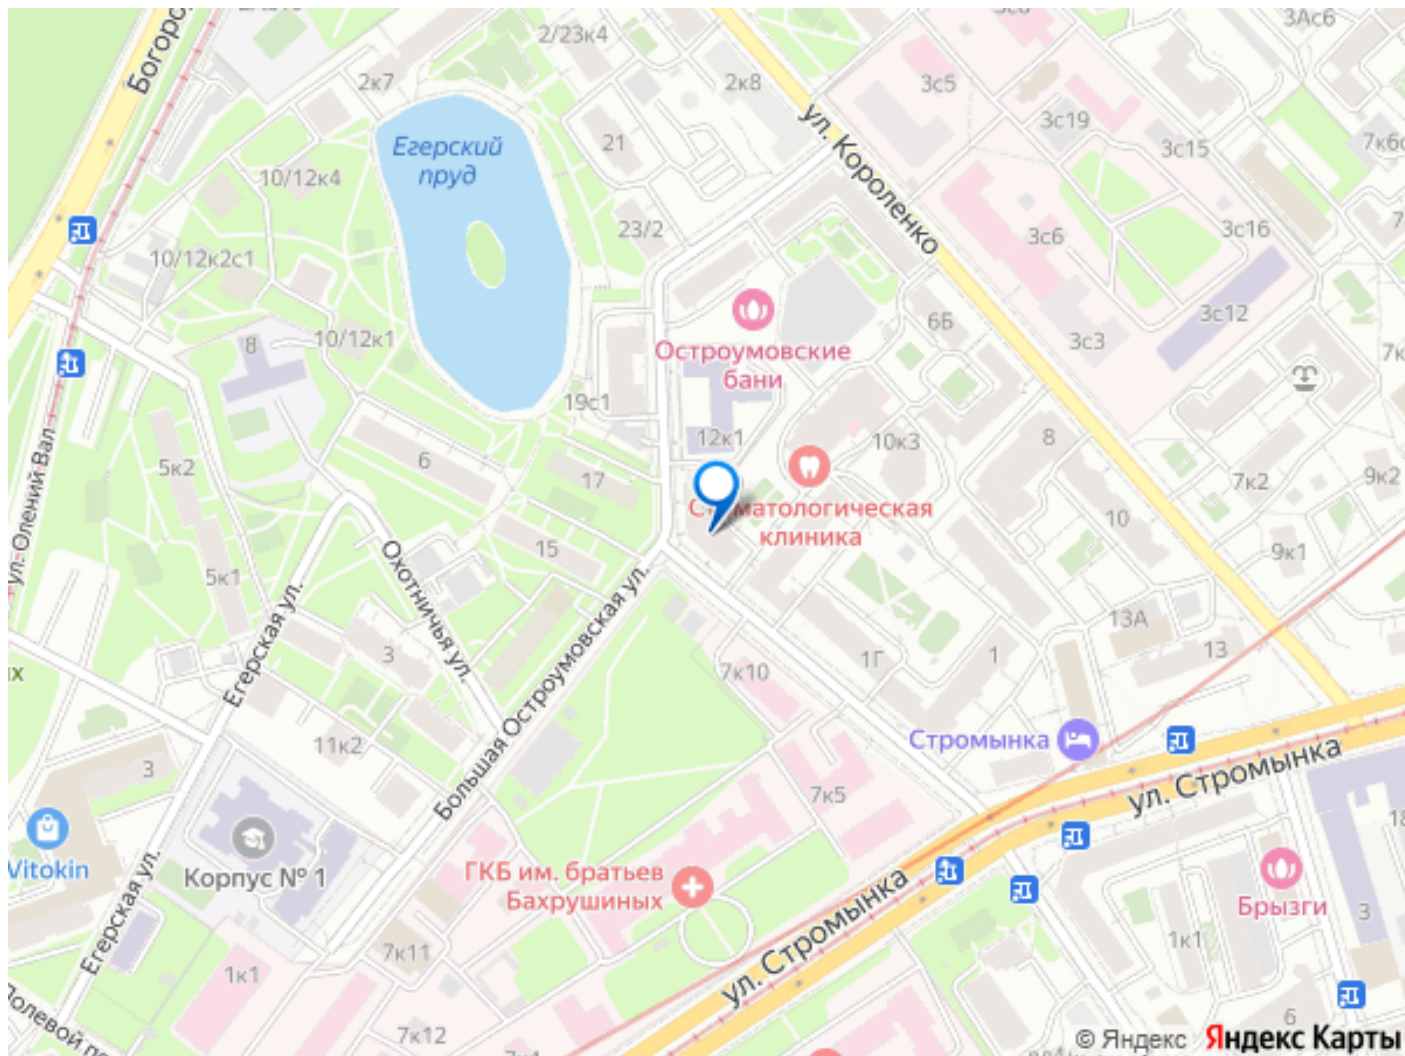 2/23к4
3Ас6
Богоро
2к7
2к8
3с5
3с19
ул. Короленко
Егерский
пруд
21
3с15
7к6с
10/12к4
23/2
3с6
3с16
10/12к2с1
3с12
6Б
8
10/12к1
3с3
Остроумовские
бани
19с1
12к1
10к3
8
5к2
6
17
7к2
9к2
Стоматологическая
клиника
ул. Олений Вал
10
15
9к1
5к1
Охотничья ул.
Егерская ул.
Большая Остроумовская ул.
13А
3
1Г
1
13
7к10
их
11к2
Стромынка
3
ул. Стромынка
7к5
Vitokin
Корпус № 1
ГКБ им. братьев
Бахрушиных
Брызги
3
Егерская ул.
ул. Стромынка
1к1
7к11
1к1
Полевой п
6
7к12
© Яндекс Яндекс Карты